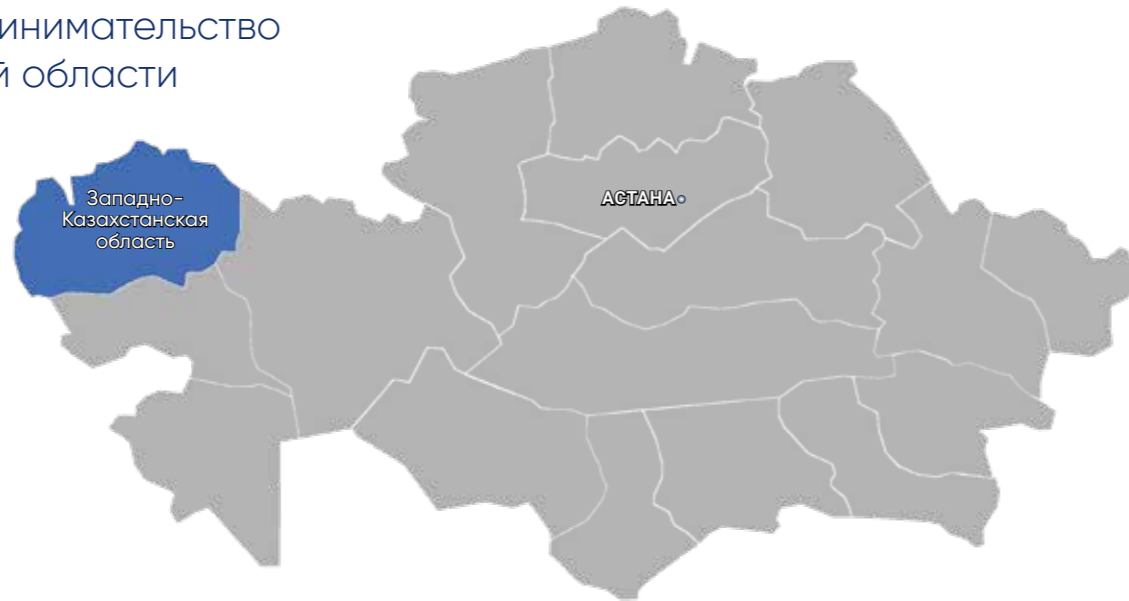 инимательство
й области
Западно-
Казахстанская
область
АСТАНА